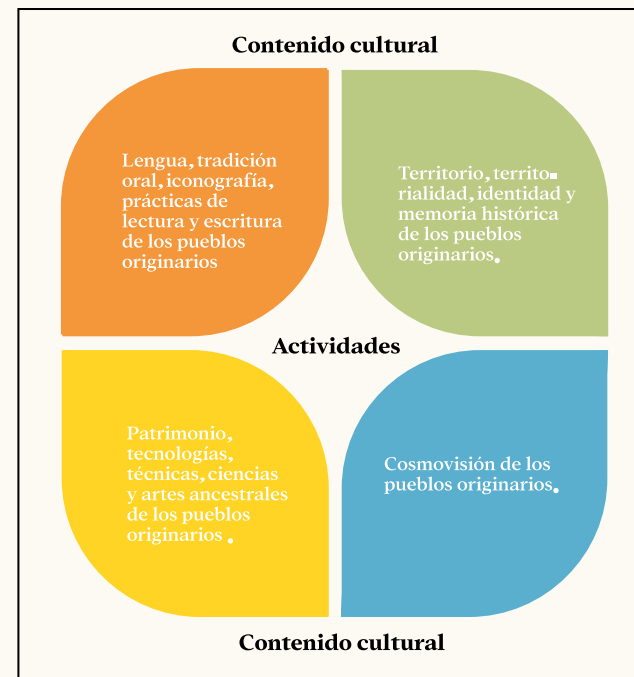 Contenido cultural
Lengua, tradición
oral, iconografía,
prácticas de
lectura y escritura
de los pueblos
originarios
Territorio, territo-
rialidad, identidad y
memoria histórica
de los pueblos
originarios.
Actividades
Patrimonio,
tecnologías,
técnicas, ciencias
y artes ancestrales
de los pueblos
originarios .
Cosmovisión de los
pueblos originarios.
Contenido cultural